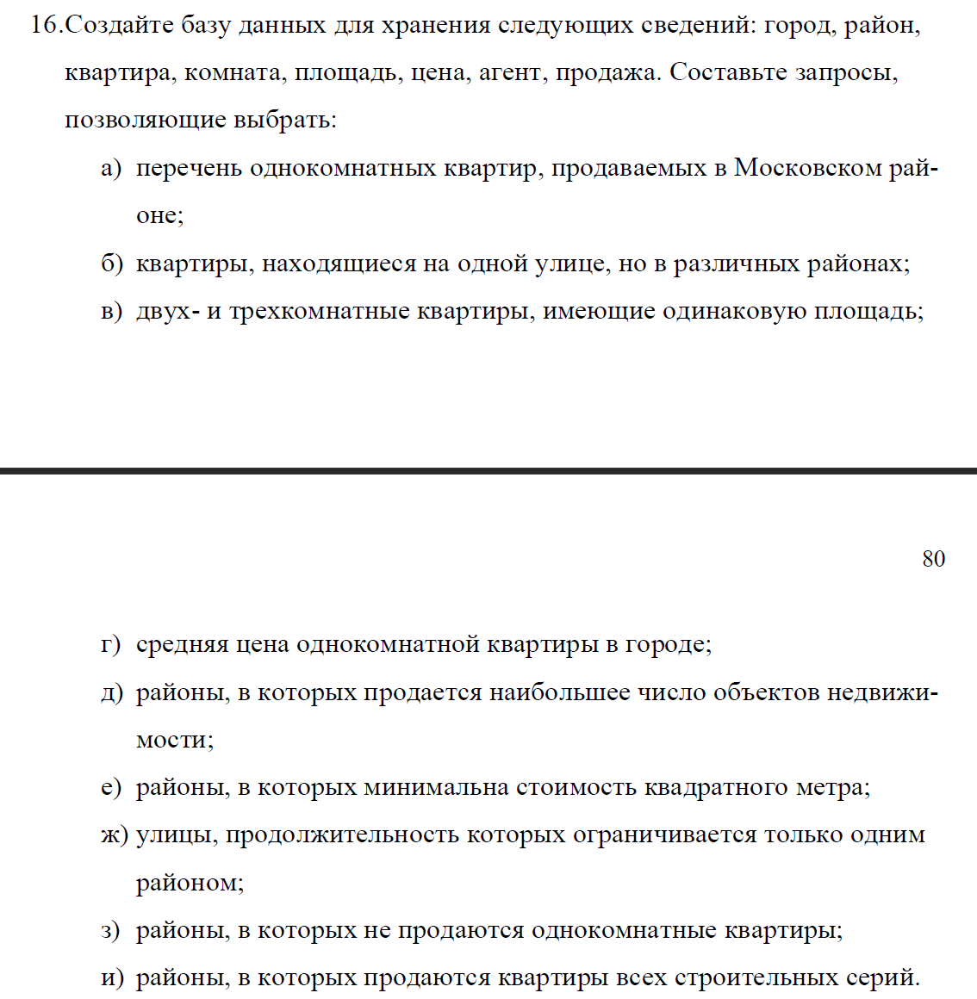 16.Создайте базу данных для хранения следующих сведений: город, район,
квартира, комната, площадь, цена, агент, продажа. Составьте запросы,
позволяющие выбрать:
а) перечень однокомнатных квартир, продаваемых в Московском рай-
оне;
б) квартиры, находящиеся на одной улице, но в различных районах;
в) двух- и трехкомнатные квартиры, имеющие одинаковую площадь;
80
г) средняя цена однокомнатной квартиры в городе;
д) районы, в которых продается наибольшее число объектов недвижи-
мости;
е) районы, в которых минимальна стоимость квадратного метра;
ж) улицы, продолжительность которых ограничивается только одним
районом;
з) районы, в которых не продаются однокомнатные квартиры;
и) районы, в которых продаются квартиры всех строительных серий.